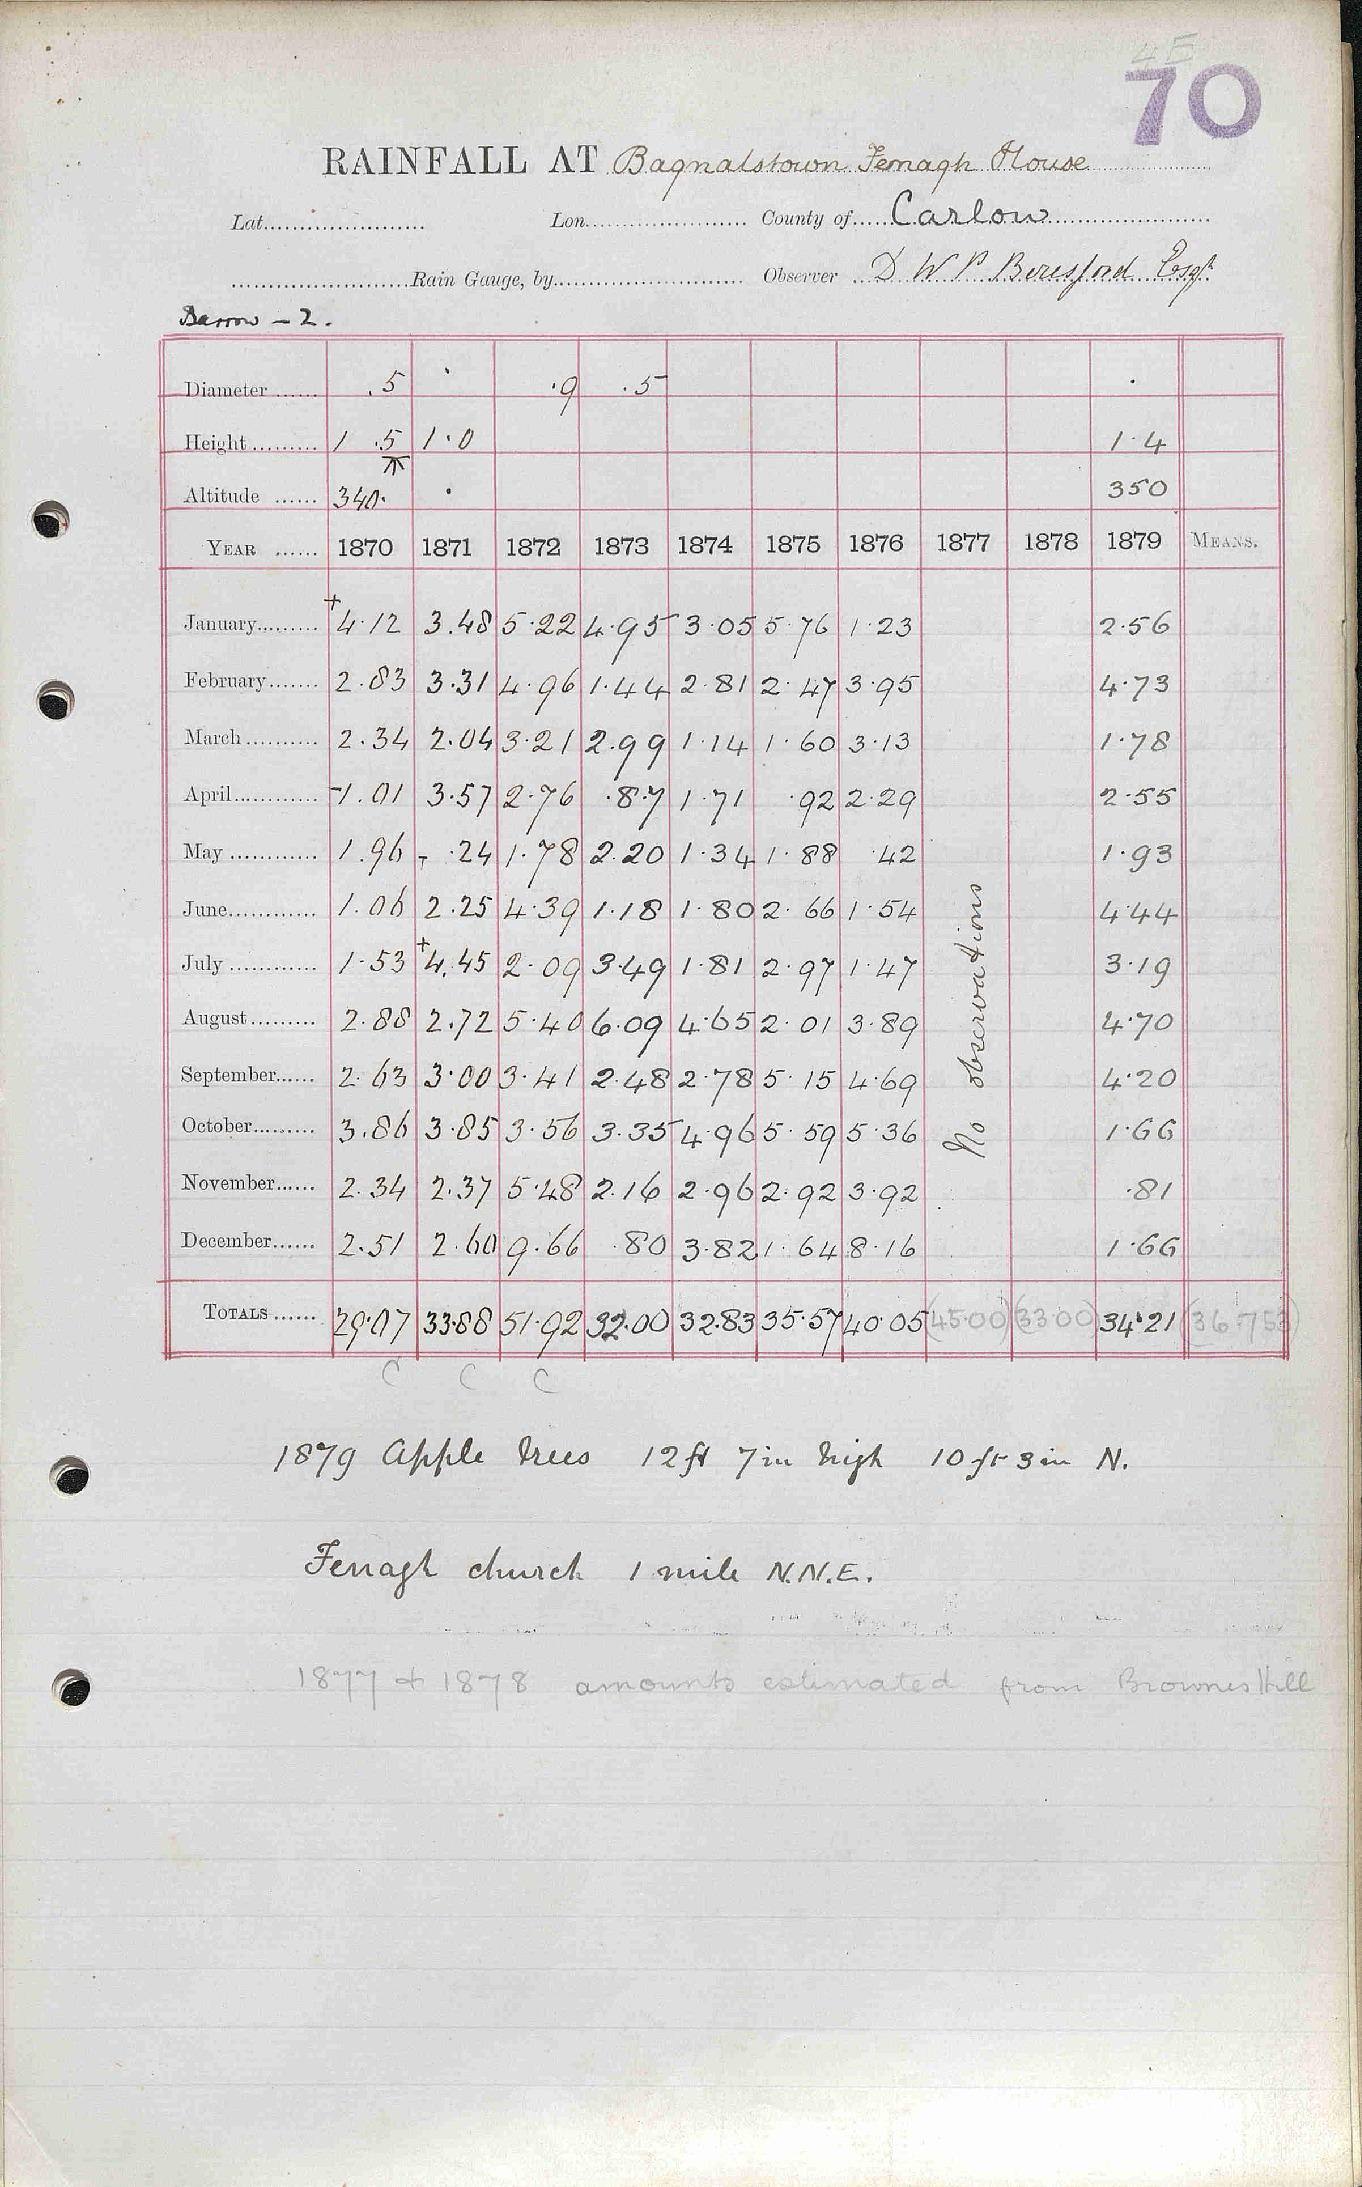 4E
70
RAINFALL AT Bagnalstown Fenagh House
Lat. Lon. County of Carlow
Rain Gauge, by Observer D W P Beresford Esqr
Barrow - 2.
Diameter .5 . .9 .5 .
Height 1 .5 1.0 1.4
Altitude 340. . 350
YEAR 1870 1871 1872 1873 1874 1875 1876 1877 1878 1879 MEANS.
January +4.12 3.48 5.22 4.95 3.05 5.76 1.23 2.56
February 2.83 3.31 4.96 1.44 2.81 2.47 3.95 4.73
March 2.34 2.04 3.21 2.99 1.14 1.60 3.13 1.78
April -1.01 3.57 2.76 .87 1.71 .92 2.29 2.55
May 1.96 - .24 1.78 2.20 1.34 1.88 .42 1.93
June 1.06 2.25 4.39 1.18 1.80 2.66 1.54 4.44
July 1.53 +4.45 2.09 3.49 1.81 2.97 1.47 3.19
August 2.88 2.72 5.40 6.09 4.65 2.01 3.89 4.70
September 2.63 3.00 3.41 2.48 2.78 5.15 4.69 4.20
October 3.86 3.85 3.56 3.35 4.96 5.59 5.36 1.66
November 2.34 2.37 5.48 2.16 2.96 2.92 3.92 .81
December 2.51 2.60 9.66 .80 3.82 1.64 8.16 1.66
No observations
TOTALS 29.07 33.88 51.92 32.00 32.83 35.57 40.05 (45.00) (33.00) 34.21 (36.753)
C C C
1879 Apple trees 12 ft 7 in high 10 ft 3 in N.
Fenagh church 1 mile N.N.E.
1877 & 1878 amounts estimated from Brownes Hill